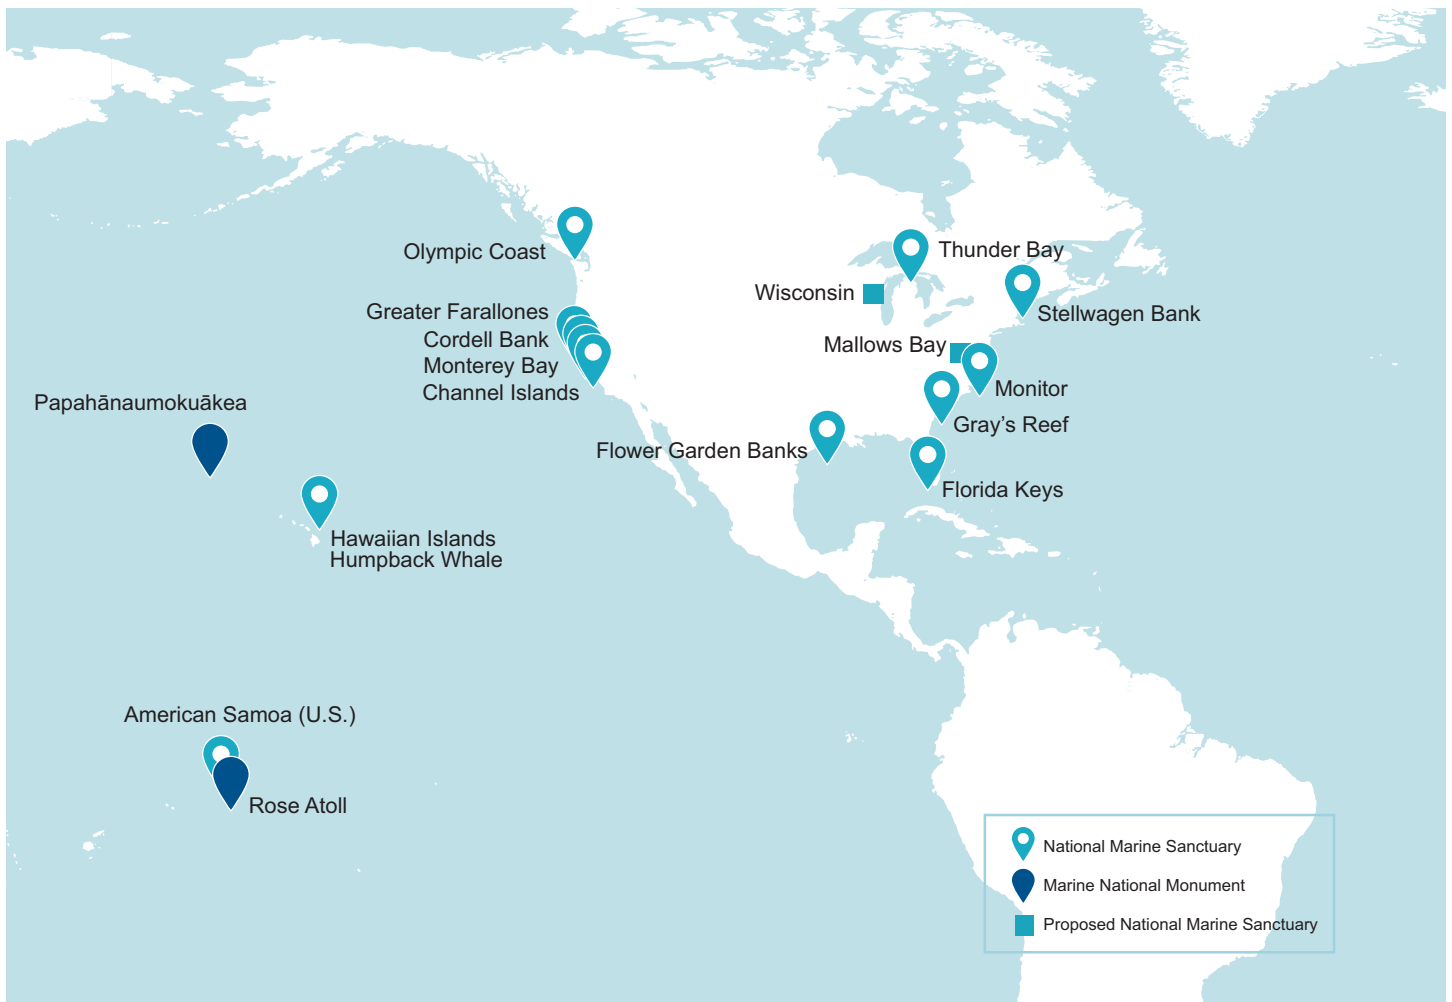 Olympic Coast
Thunder Bay
Wisconsin
Stellwagen Bank
Greater Farallones
Cordell Bank
Monterey Bay
Channel Islands
Mallows Bay
Monitor
Papahānaumokuākea
Gray’s Reef
Flower Garden Banks
Florida Keys
Hawaiian Islands
Humpback Whale
American Samoa (U.S.)
Rose Atoll
National Marine Sanctuary
Marine National Monument
Proposed National Marine Sanctuary